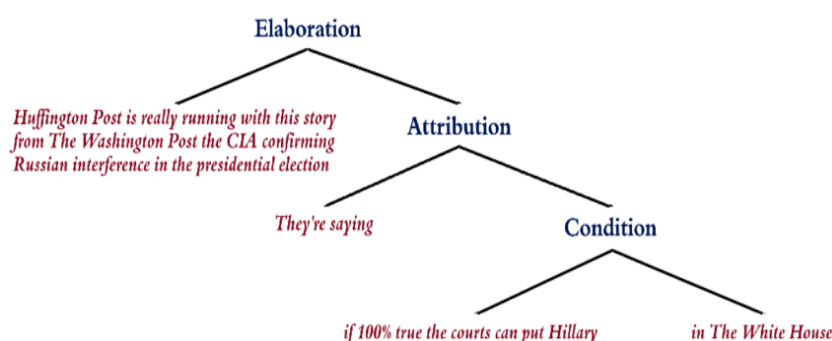 Elaboration
Huffington Post is really running with this story
from The Washington Post the CIA confirming
Russian interference in the presidential election
Attribution
They're saying
Condition
if 100% true the courts can put Hillary
in The White House